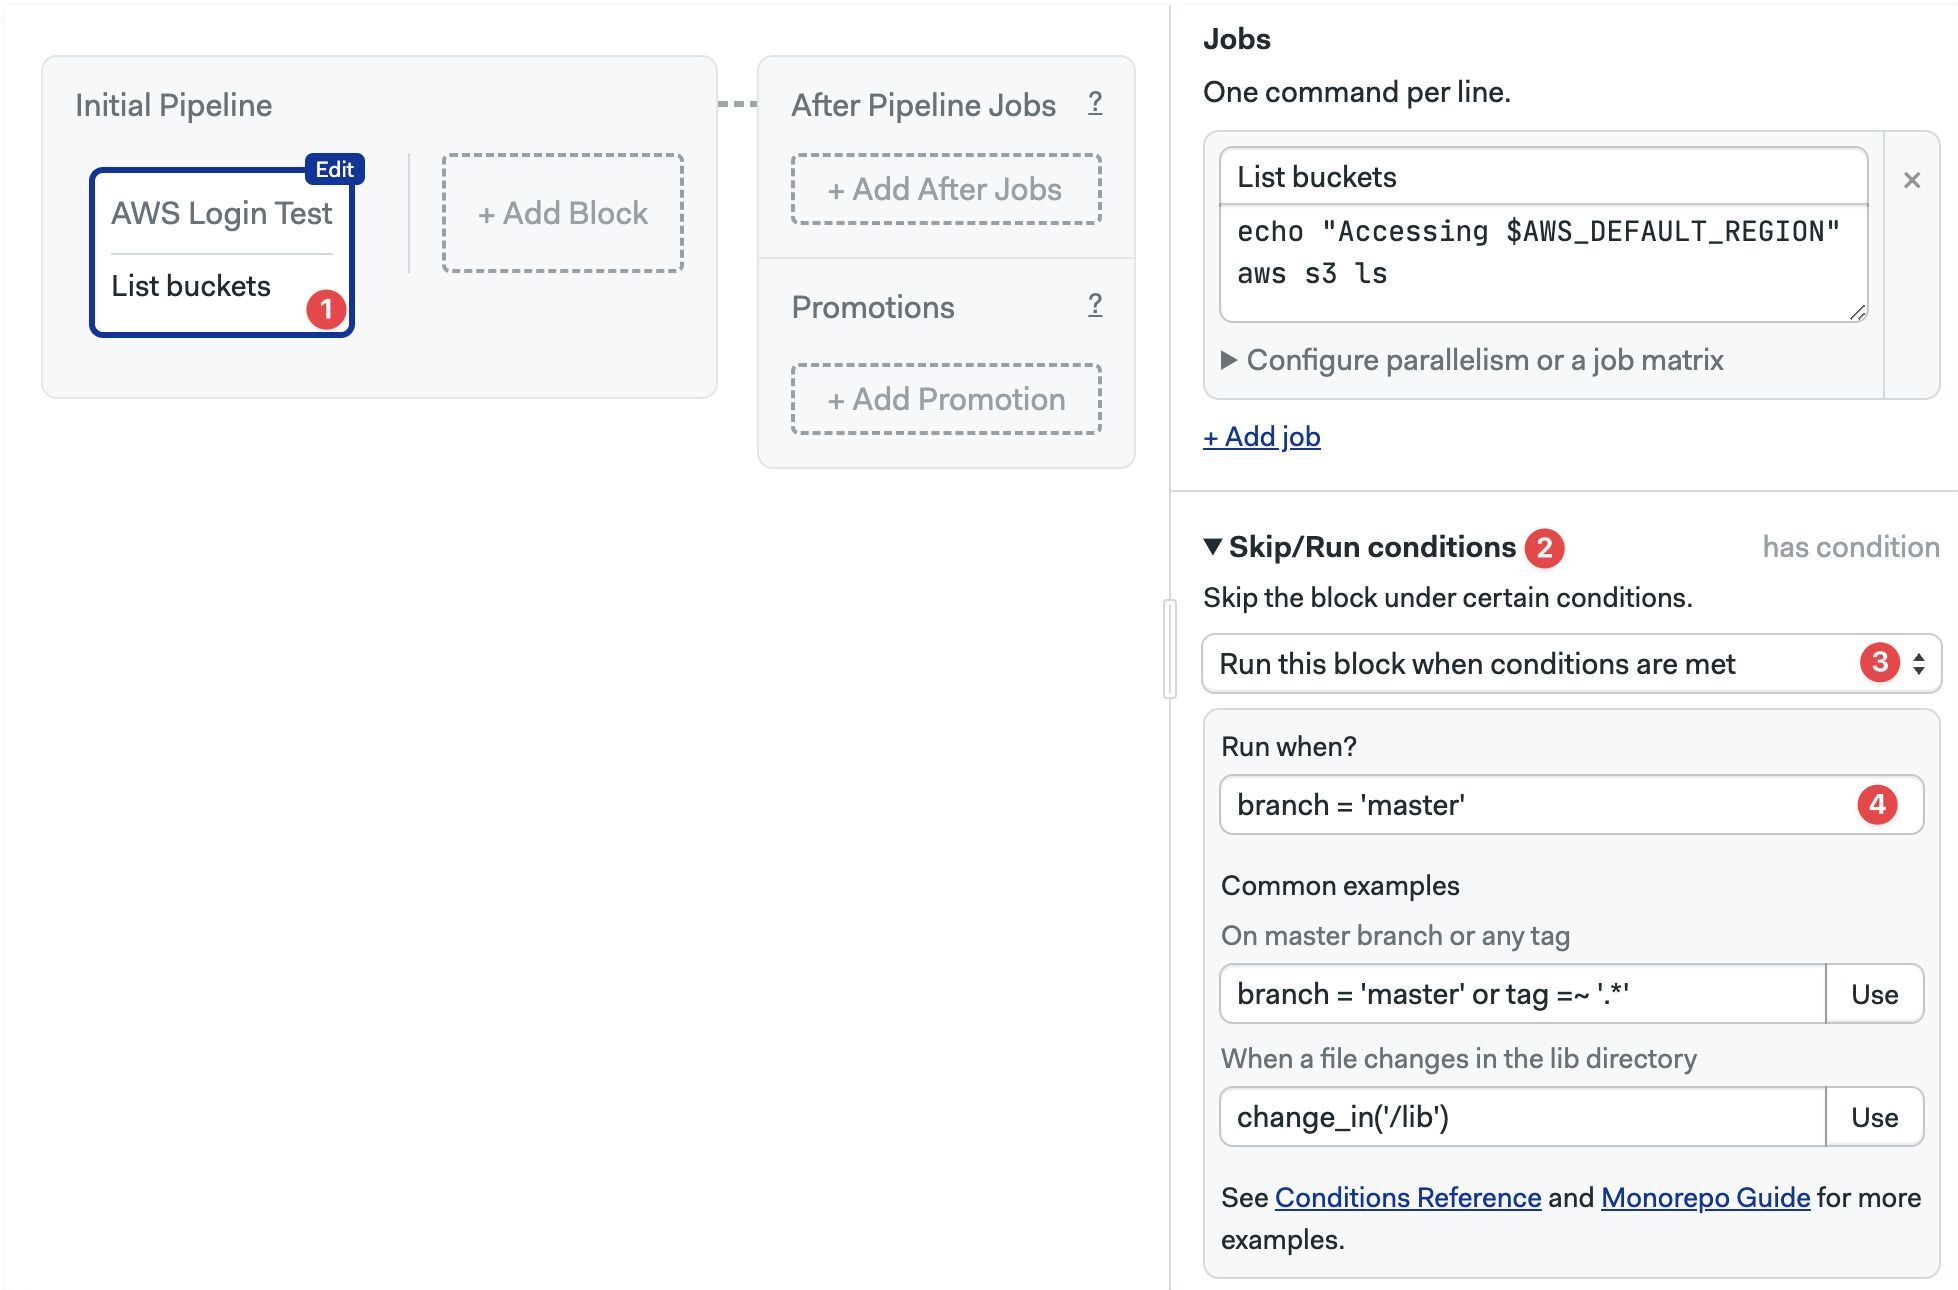 Initial Pipeline
Edit
AWS Login Test
List buckets
1
+ Add Block
After Pipeline Jobs ?
+ Add After Jobs
Promotions ?
+ Add Promotion
Jobs
One command per line.
List buckets
×
echo "Accessing $AWS_DEFAULT_REGION"
aws s3 ls
▶ Configure parallelism or a job matrix
+ Add job
▼ Skip/Run conditions 2 has condition
Skip the block under certain conditions.
Run this block when conditions are met 3
Run when?
branch = 'master' 4
Common examples
On master branch or any tag
branch = 'master' or tag =~ '.*' Use
When a file changes in the lib directory
change_in('/lib') Use
See Conditions Reference and Monorepo Guide for more
examples.